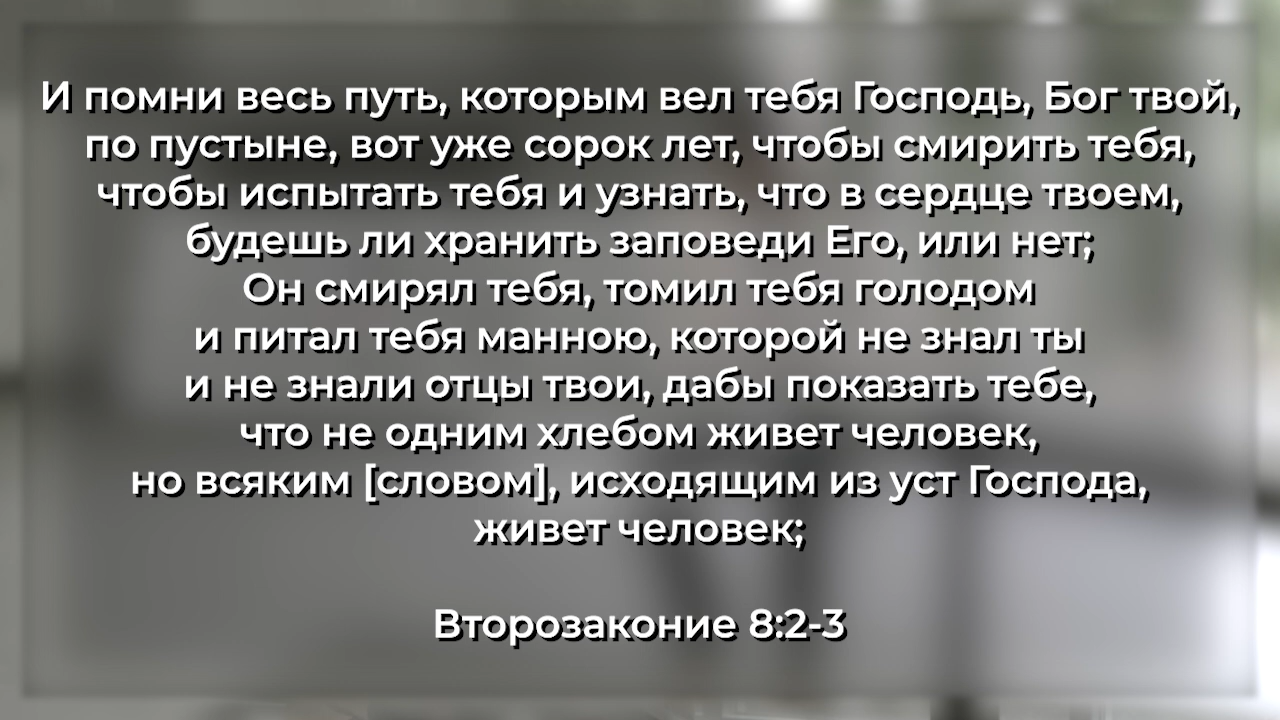 И помни весь путь, которым вел тебя Господь, Бог твой,
по пустыне, вот уже сорок лет, чтобы смирить тебя,
чтобы испытать тебя и узнать, что в сердце твоем,
будешь ли хранить заповеди Его, или нет;
Он смирял тебя, томил тебя голодом
и питал тебя манною, которой не знал ты
и не знали отцы твои, дабы показать тебе,
что не одним хлебом живет человек,
но всяким [словом], исходящим из уст Господа,
живет человек;
Второзаконие 8:2-3